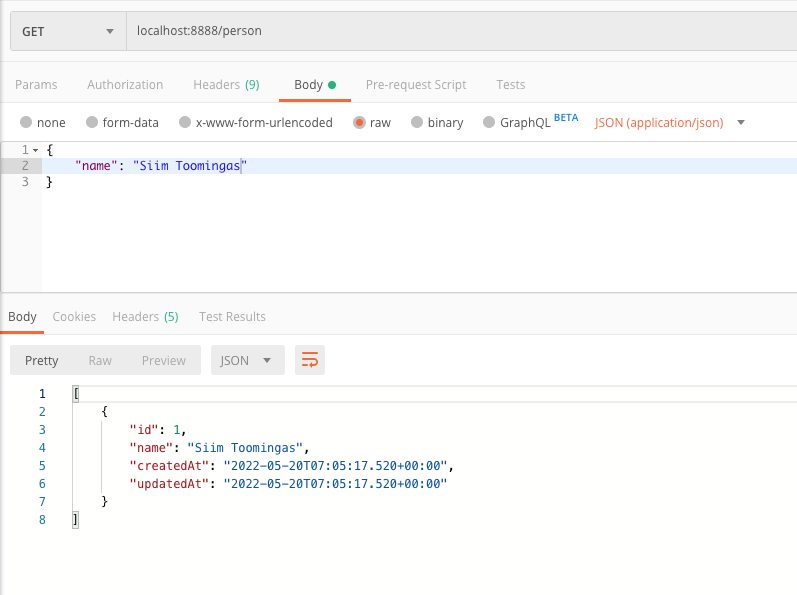 GET localhost:8888/person
Params Authorization Headers (9) Body Pre-request Script Tests
none form-data x-www-form-urlencoded raw binary GraphQL BETA JSON (application/json)
1 {
2 "name": "Siim Toomingas"
3 }
Body Cookies Headers (5) Test Results
Pretty Raw Preview JSON
1 [
2 {
3 "id": 1,
4 "name": "Siim Toomingas",
5 "createdAt": "2022-05-20T07:05:17.520+00:00",
6 "updatedAt": "2022-05-20T07:05:17.520+00:00"
7 }
8 ]